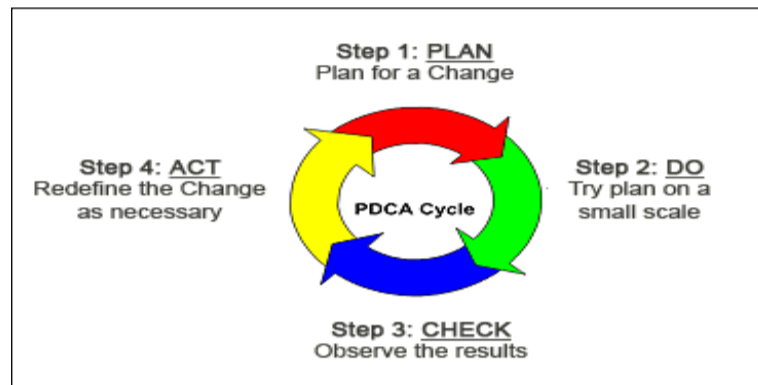 Step 1: PLAN
Plan for a Change
Step 4: ACT
Redefine the Change
as necessary
PDCA Cycle
Step 2: DO
Try plan on a
small scale
Step 3: CHECK
Observe the results